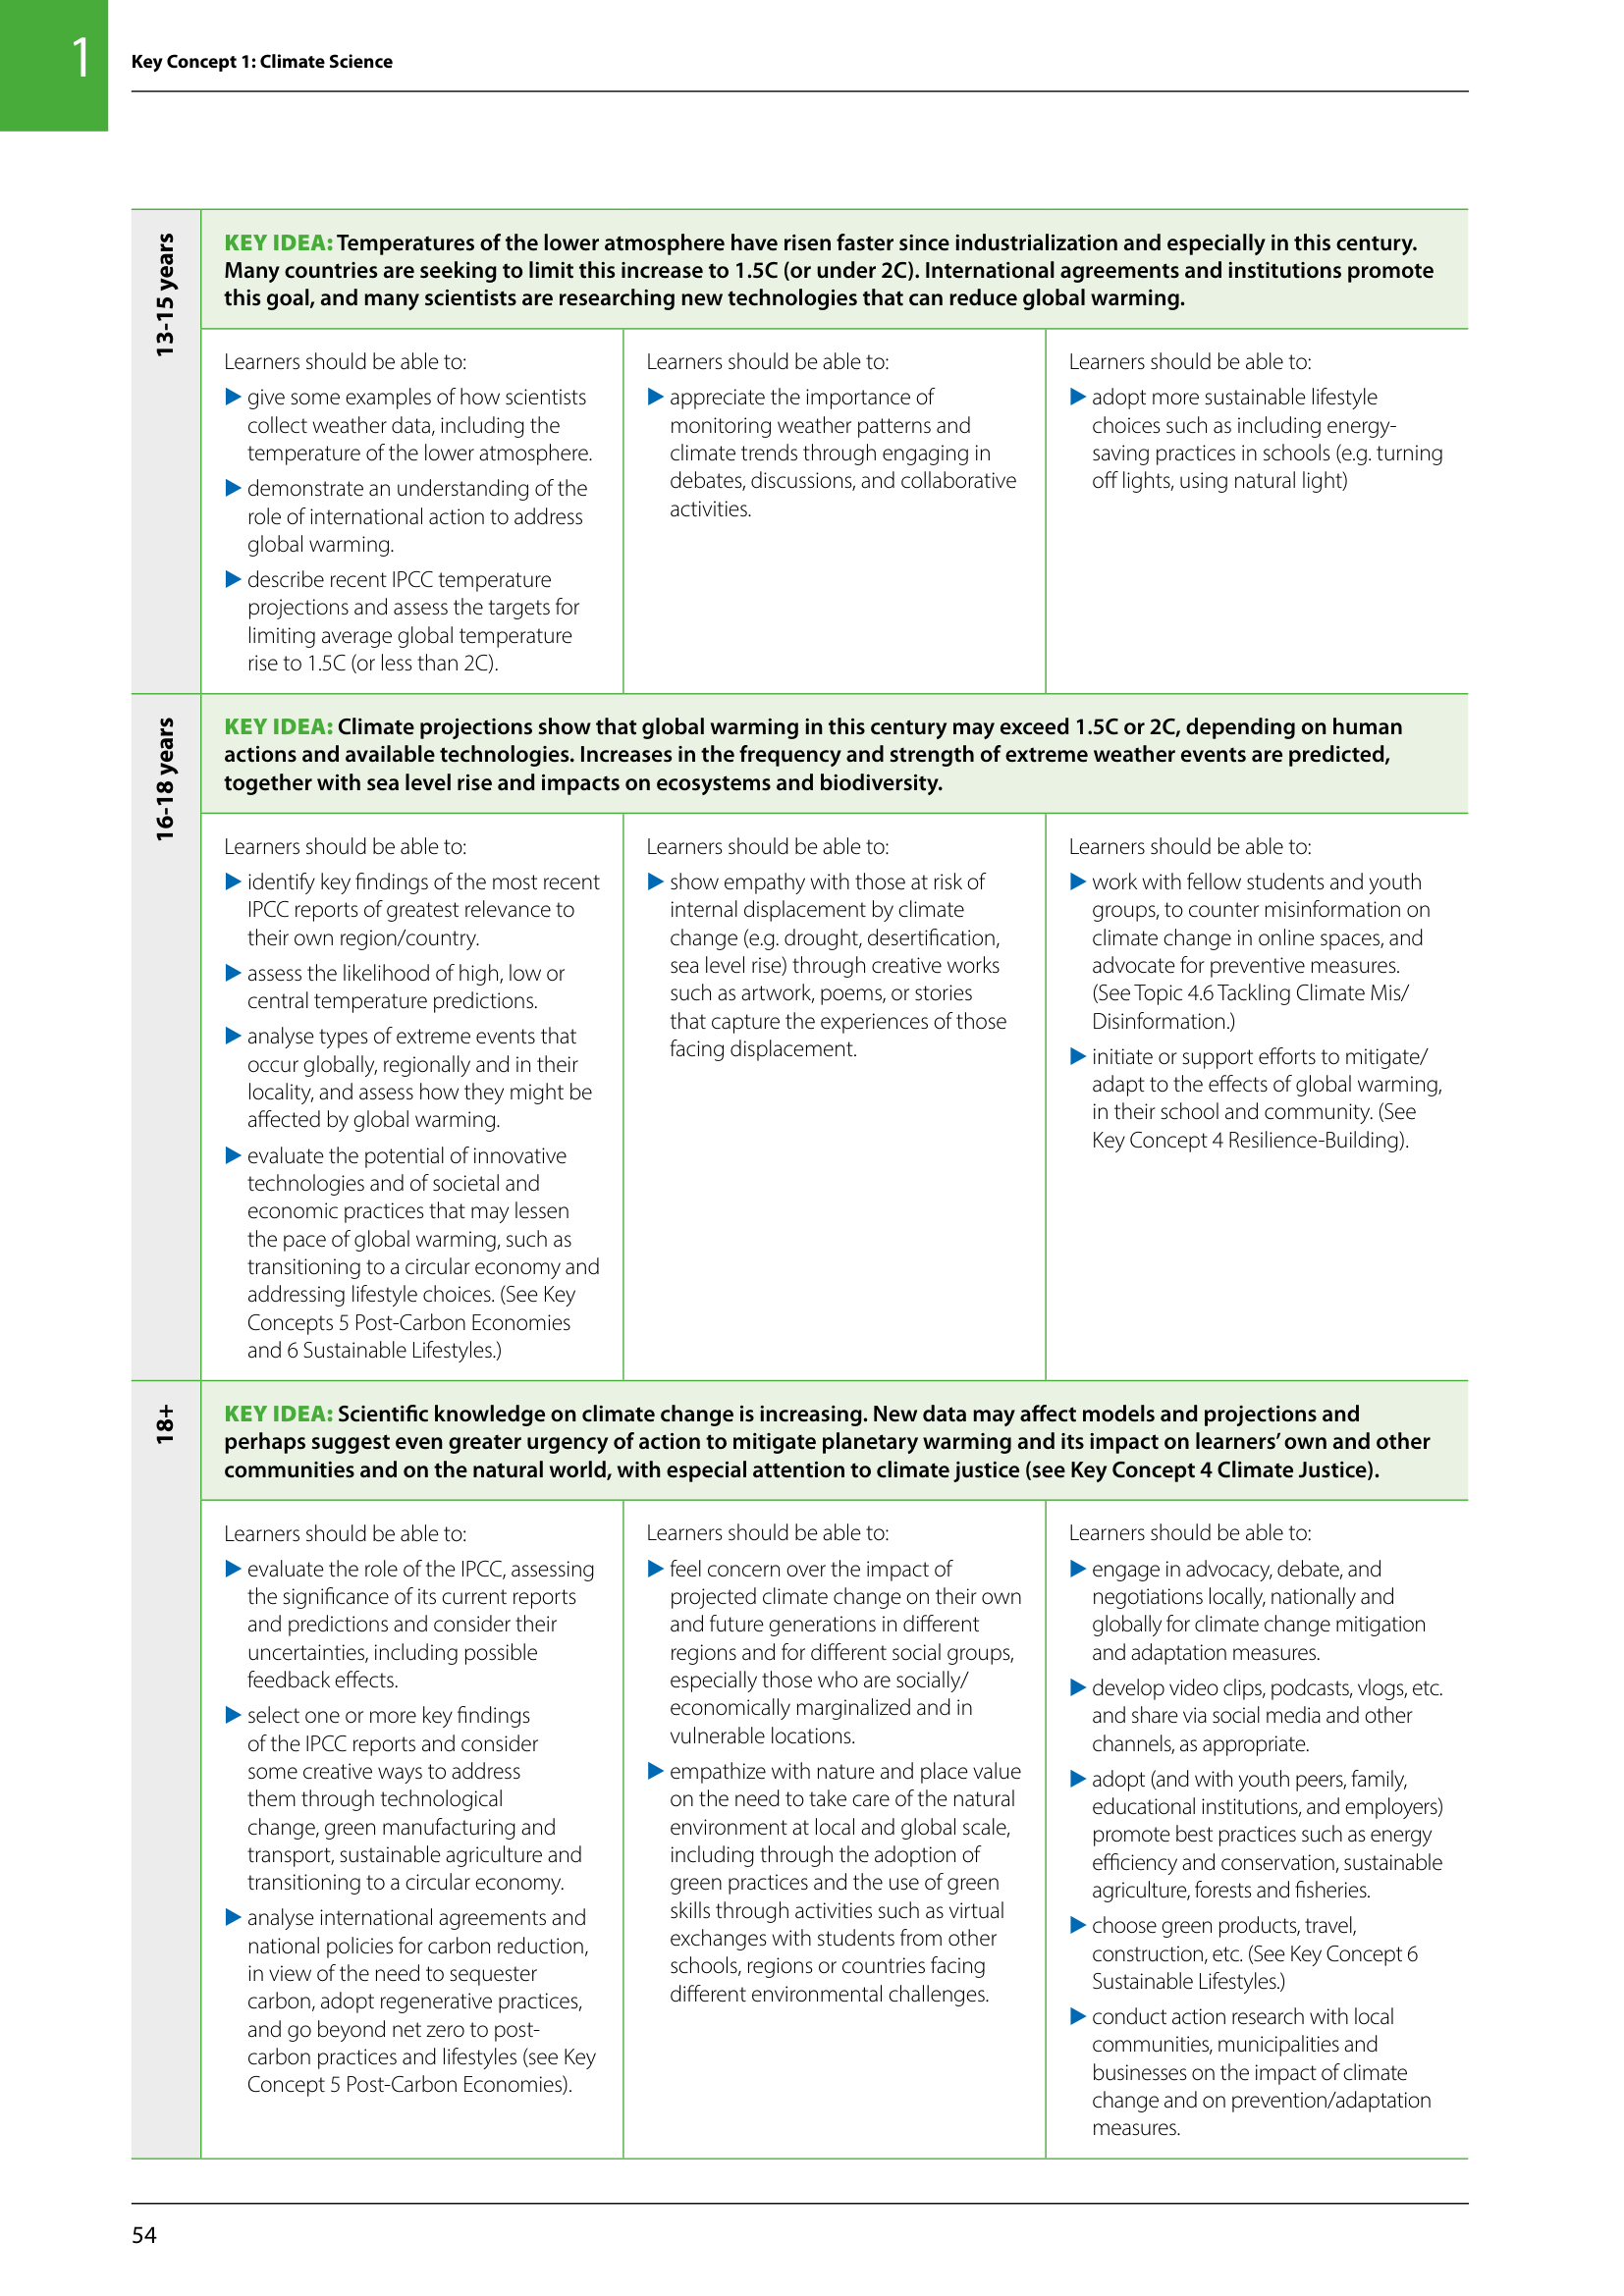 1
Key Concept 1: Climate Science
13-15 years
KEY IDEA: Temperatures of the lower atmosphere have risen faster since industrialization and especially in this century.
Many countries are seeking to limit this increase to 1.5C (or under 2C). International agreements and institutions promote
this goal, and many scientists are researching new technologies that can reduce global warming.
Learners should be able to:
▶ give some examples of how scientists
collect weather data, including the
temperature of the lower atmosphere.
▶ demonstrate an understanding of the
role of international action to address
global warming.
▶ describe recent IPCC temperature
projections and assess the targets for
limiting average global temperature
rise to 1.5C (or less than 2C).
Learners should be able to:
▶ appreciate the importance of
monitoring weather patterns and
climate trends through engaging in
debates, discussions, and collaborative
activities.
Learners should be able to:
▶ adopt more sustainable lifestyle
choices such as including energy-
saving practices in schools (e.g. turning
off lights, using natural light)
16-18 years
KEY IDEA: Climate projections show that global warming in this century may exceed 1.5C or 2C, depending on human
actions and available technologies. Increases in the frequency and strength of extreme weather events are predicted,
together with sea level rise and impacts on ecosystems and biodiversity.
Learners should be able to:
▶ identify key findings of the most recent
IPCC reports of greatest relevance to
their own region/country.
▶ assess the likelihood of high, low or
central temperature predictions.
▶ analyse types of extreme events that
occur globally, regionally and in their
locality, and assess how they might be
affected by global warming.
▶ evaluate the potential of innovative
technologies and of societal and
economic practices that may lessen
the pace of global warming, such as
transitioning to a circular economy and
addressing lifestyle choices. (See Key
Concepts 5 Post-Carbon Economies
and 6 Sustainable Lifestyles.)
Learners should be able to:
▶ show empathy with those at risk of
internal displacement by climate
change (e.g. drought, desertification,
sea level rise) through creative works
such as artwork, poems, or stories
that capture the experiences of those
facing displacement.
Learners should be able to:
▶ work with fellow students and youth
groups, to counter misinformation on
climate change in online spaces, and
advocate for preventive measures.
(See Topic 4.6 Tackling Climate Mis/
Disinformation.)
▶ initiate or support efforts to mitigate/
adapt to the effects of global warming,
in their school and community. (See
Key Concept 4 Resilience-Building).
18+
KEY IDEA: Scientific knowledge on climate change is increasing. New data may affect models and projections and
perhaps suggest even greater urgency of action to mitigate planetary warming and its impact on learners’ own and other
communities and on the natural world, with especial attention to climate justice (see Key Concept 4 Climate Justice).
Learners should be able to:
▶ evaluate the role of the IPCC, assessing
the significance of its current reports
and predictions and consider their
uncertainties, including possible
feedback effects.
▶ select one or more key findings
of the IPCC reports and consider
some creative ways to address
them through technological
change, green manufacturing and
transport, sustainable agriculture and
transitioning to a circular economy.
▶ analyse international agreements and
national policies for carbon reduction,
in view of the need to sequester
carbon, adopt regenerative practices,
and go beyond net zero to post-
carbon practices and lifestyles (see Key
Concept 5 Post-Carbon Economies).
Learners should be able to:
▶ feel concern over the impact of
projected climate change on their own
and future generations in different
regions and for different social groups,
especially those who are socially/
economically marginalized and in
vulnerable locations.
▶ empathize with nature and place value
on the need to take care of the natural
environment at local and global scale,
including through the adoption of
green practices and the use of green
skills through activities such as virtual
exchanges with students from other
schools, regions or countries facing
different environmental challenges.
Learners should be able to:
▶ engage in advocacy, debate, and
negotiations locally, nationally and
globally for climate change mitigation
and adaptation measures.
▶ develop video clips, podcasts, vlogs, etc.
and share via social media and other
channels, as appropriate.
▶ adopt (and with youth peers, family,
educational institutions, and employers)
promote best practices such as energy
efficiency and conservation, sustainable
agriculture, forests and fisheries.
▶ choose green products, travel,
construction, etc. (See Key Concept 6
Sustainable Lifestyles.)
▶ conduct action research with local
communities, municipalities and
businesses on the impact of climate
change and on prevention/adaptation
measures.
54